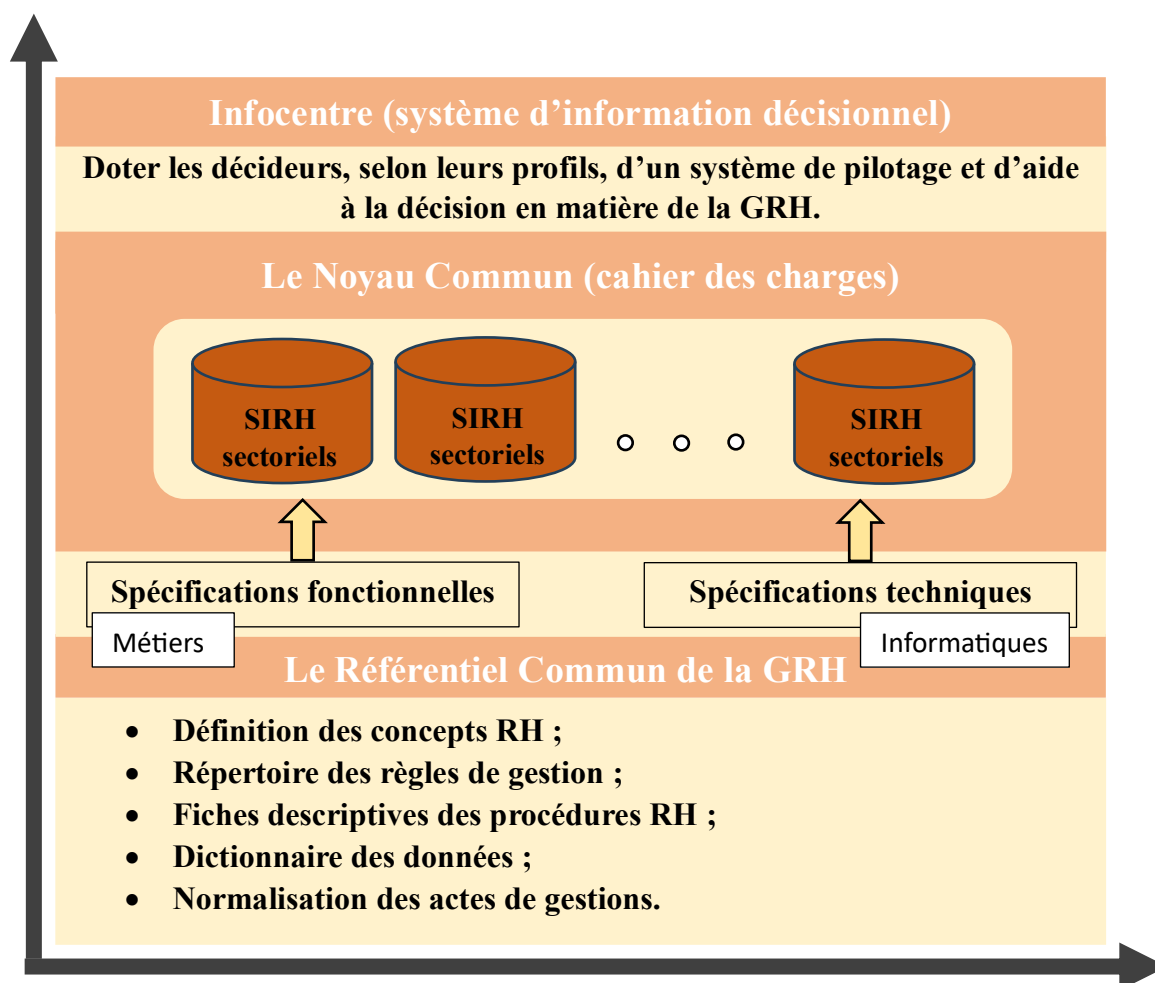 Infocentre (système d’information décisionnel)
Doter les décideurs, selon leurs profils, d’un système de pilotage et d’aide
à la décision en matière de la GRH.
Le Noyau Commun (cahier des charges)
SIRH
sectoriels
SIRH
sectoriels
SIRH
sectoriels
Spécifications fonctionnelles
Métiers
Spécifications techniques
Informatiques
Le Référentiel Commun de la GRH
• Définition des concepts RH ;
• Répertoire des règles de gestion ;
• Fiches descriptives des procédures RH ;
• Dictionnaire des données ;
• Normalisation des actes de gestions.